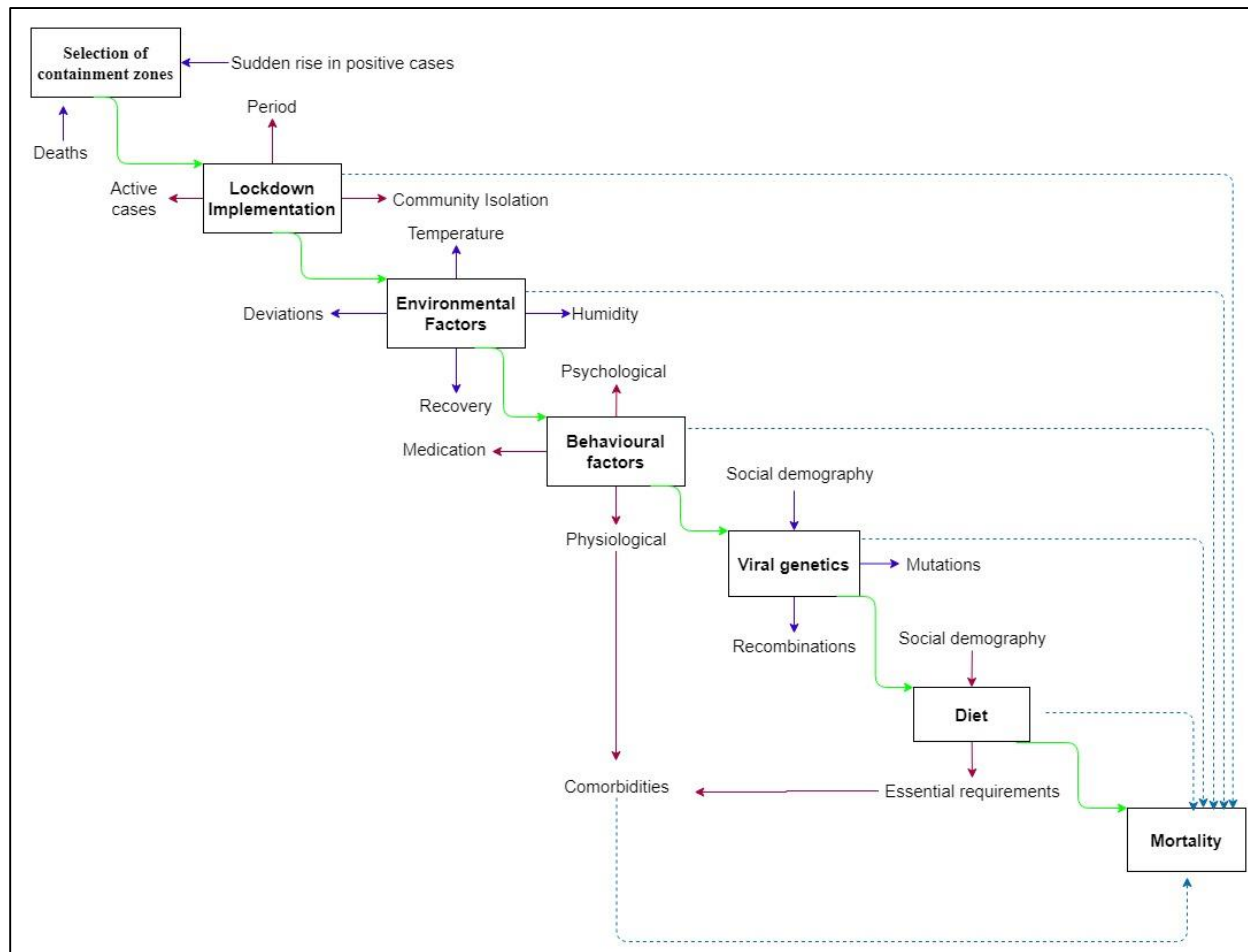 Selection of
containment zones
Sudden rise in positive cases
Period
Deaths
Active
cases
Lockdown
Implementation
Community Isolation
Temperature
Deviations
Environmental
Factors
Humidity
Psychological
Recovery
Medication
Behavioural
factors
Social demography
Physiological
Viral genetics
Mutations
Recombinations
Social demography
Diet
Comorbidities
Essential requirements
Mortality